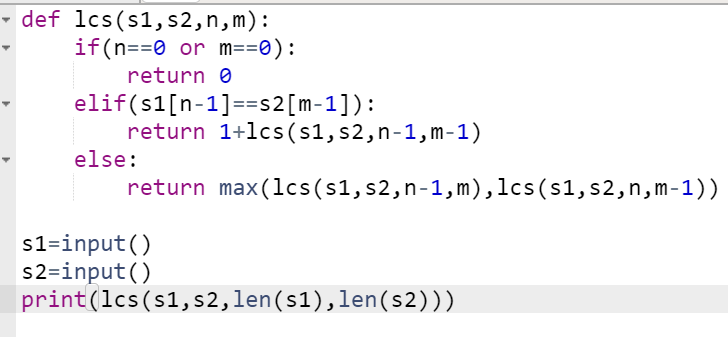 def lcs(s1,s2,n,m):
    if(n==0 or m==0):
        return 0
    elif(s1[n-1]==s2[m-1]):
        return 1+lcs(s1,s2,n-1,m-1)
    else:
        return max(lcs(s1,s2,n-1,m),lcs(s1,s2,n,m-1))

s1=input()
s2=input()
print(lcs(s1,s2,len(s1),len(s2)))